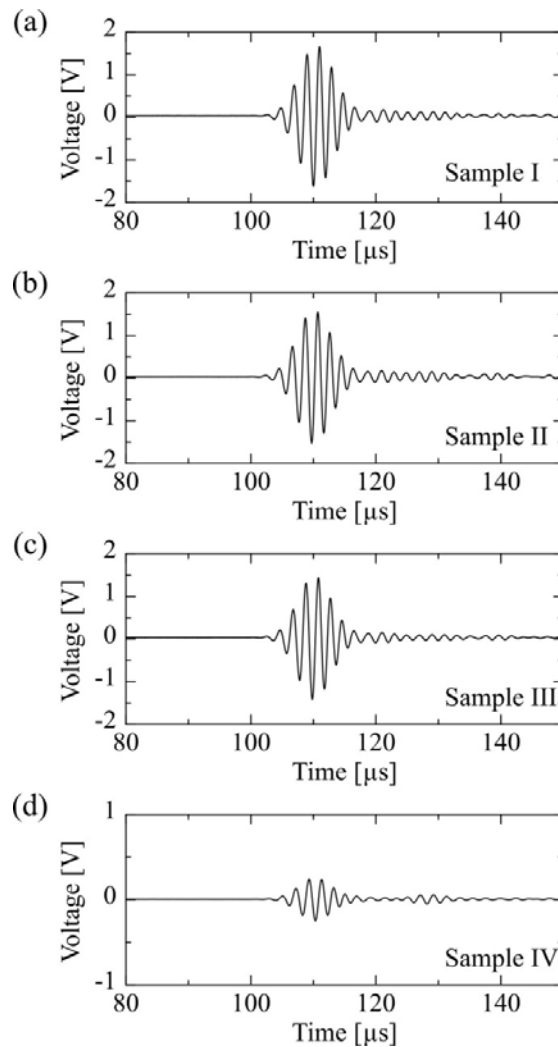 (a)
Voltage [V]
2
1
0
-1
-2
Sample I
80 100 120 140
Time [μs]
(b)
Voltage [V]
2
1
0
-1
-2
Sample II
80 100 120 140
Time [μs]
(c)
Voltage [V]
2
1
0
-1
-2
Sample III
80 100 120 140
Time [μs]
(d)
Voltage [V]
1
0
-1
Sample IV
80 100 120 140
Time [μs]